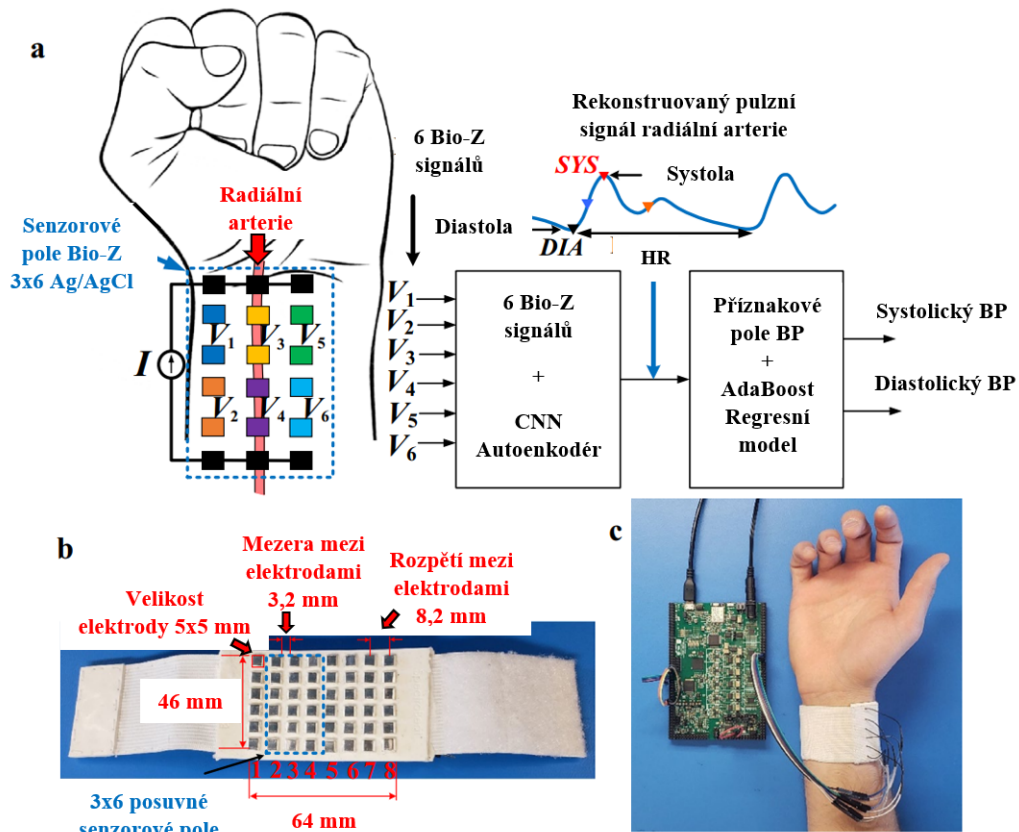 a
6 Bio-Z
signálů
Rekonstruovaný pulzní
signál radiální arterie
SYS
Systola
Diastola
DIA
HR
Radiální
arterie
Senzorové
pole Bio-Z
3x6 Ag/AgCl
I
V1
V3
V5
V2
V4
V6
V1
V2
V3
V4
V5
V6
6 Bio-Z
signálů
+
CNN
Autoenkodér
Příznakové
pole BP
+
AdaBoost
Regresní
model
Systolický BP
Diastolický BP
b
Mezera mezi
elektrodami
3,2 mm
Rozpětí mezi
elektrodami
8,2 mm
Velikost
elektrody 5x5 mm
46 mm
1 2 3 4 5 6 7 8
64 mm
3x6 posuvné
senzorové pole
c